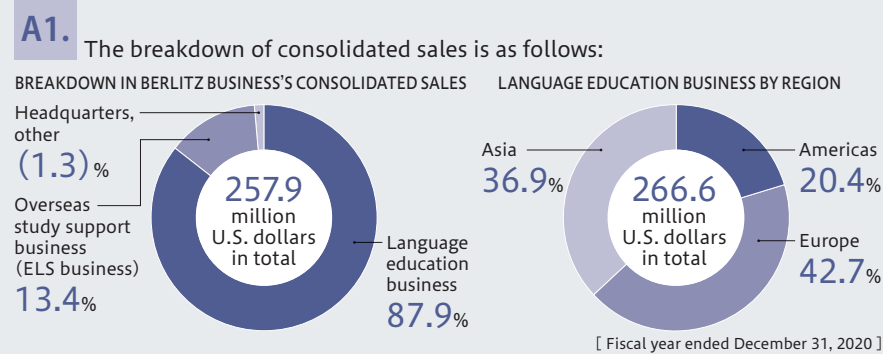 A1.
The breakdown of consolidated sales is as follows:
BREAKDOWN IN BERLITZ BUSINESS'S CONSOLIDATED SALES
Headquarters,
other
(1.3)%
Overseas
study support
business
(ELS business)
13.4%
257.9
million
U.S. dollars
in total
Language
education
business
87.9%
LANGUAGE EDUCATION BUSINESS BY REGION
Asia
36.9%
266.6
million
U.S. dollars
in total
Americas
20.4%
Europe
42.7%
[ Fiscal year ended December 31, 2020 ]